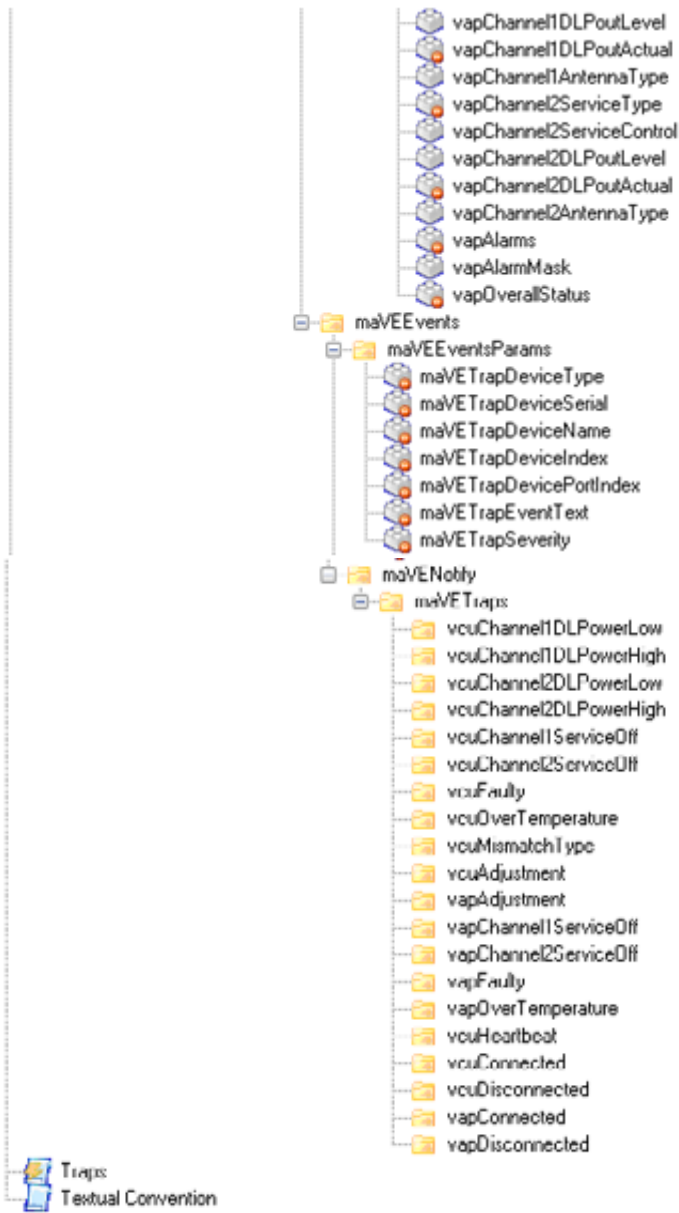 vapChannel1DLPoutLevel
vapChannel1DLPoutActual
vapChannel1AntennaType
vapChannel2ServiceType
vapChannel2ServiceControl
vapChannel2DLPoutLevel
vapChannel2DLPoutActual
vapChannel2AntennaType
vapAlarms
vapAlarmMask
vapOverallStatus
maVEEvents
maVEEventsParams
maVETrapDeviceType
maVETrapDeviceSerial
maVETrapDeviceName
maVETrapDeviceIndex
maVETrapDevicePortIndex
maVETrapEventText
maVETrapSeverity
maVENotify
maVETraps
vcuChannel1DLPowerLow
vcuChannel1DLPowerHigh
vcuChannel2DLPowerLow
vcuChannel2DLPowerHigh
vcuChannel1ServiceOff
vcuChannel2ServiceOff
vcuFaulty
vcuOverTemperature
vcuMismatchType
vcuAdjustment
vapAdjustment
vapChannel1ServiceOff
vapChannel2ServiceOff
vapFaulty
vapOverTemperature
vcuHeartbeat
vcuConnected
vcuDisconnected
vapConnected
vapDisconnected
Traps
Textual Convention